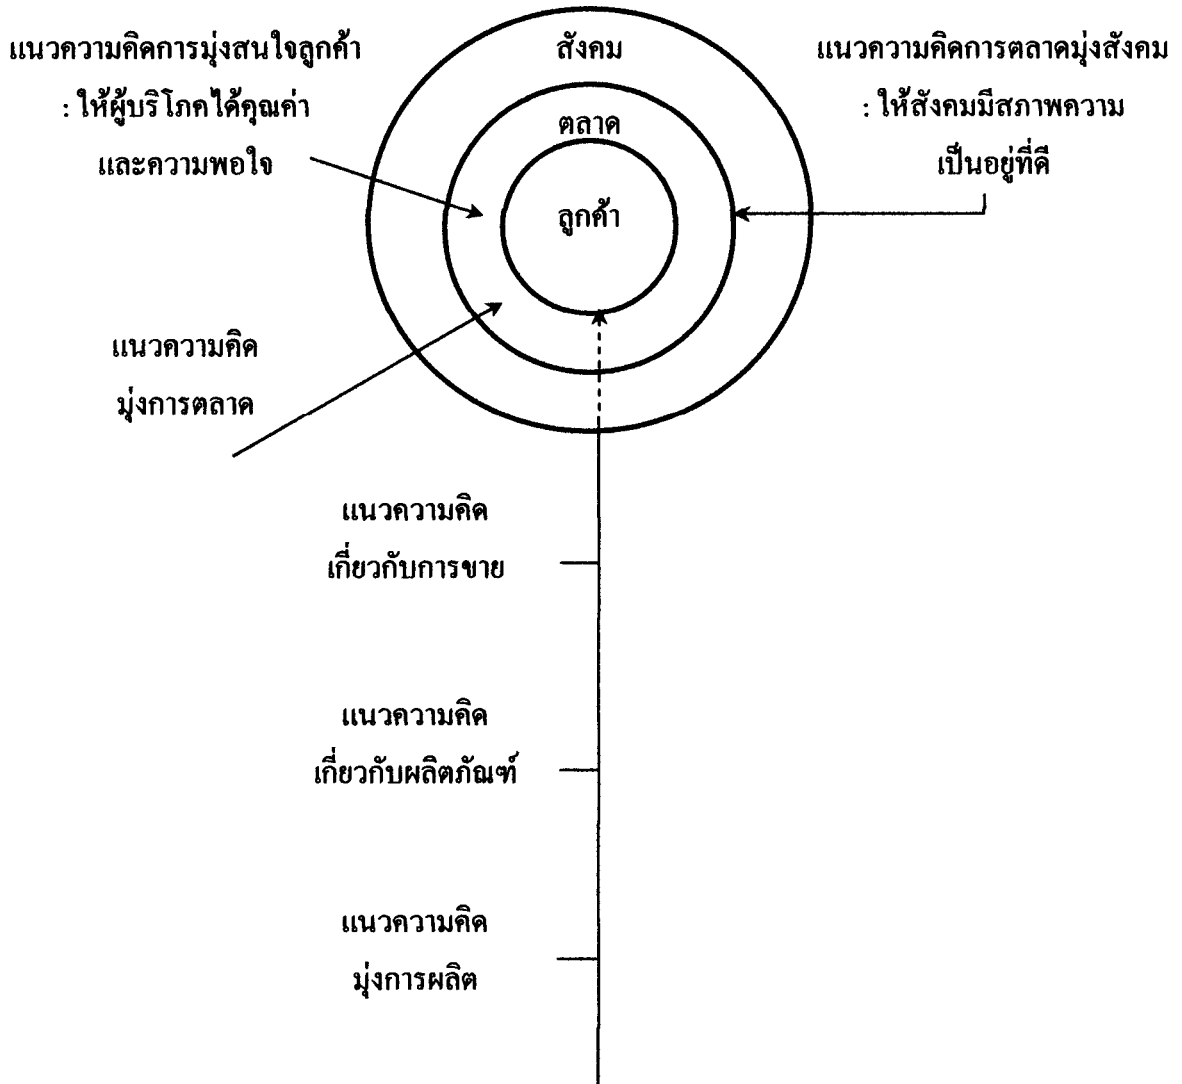 แนวความคิดการมุ่งสนใจลูกค้า
: ให้ผู้บริโภคได้คุณค่า
และความพอใจ
สังคม
ตลาด
ลูกค้า
แนวความคิดการตลาดมุ่งสังคม
: ให้สังคมมีสภาพความ
เป็นอยู่ที่ดี
แนวความคิด
มุ่งการตลาด
แนวความคิด
เกี่ยวกับการขาย
แนวความคิด
เกี่ยวกับผลิตภัณฑ์
แนวความคิด
มุ่งการผลิต